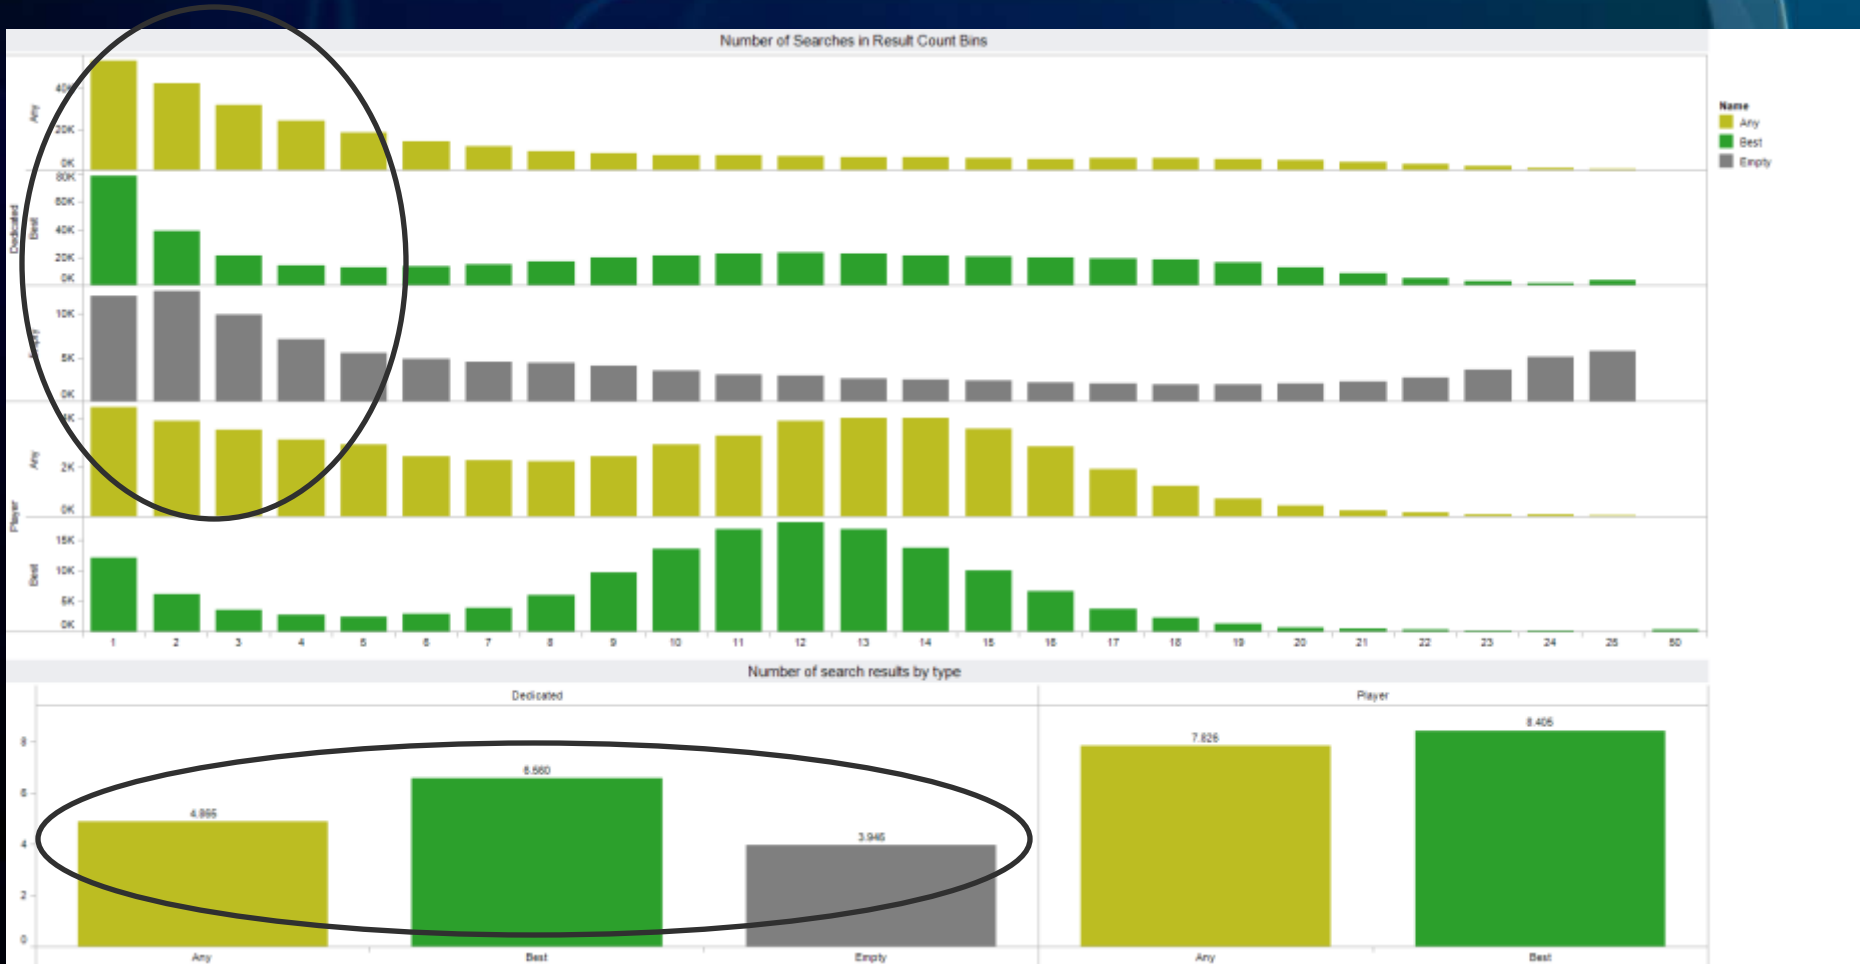 Number of Searches in Result Count Bins
Name
Any
Best
Empty
Dedicated
Any
40K
20K
0K
Best
80K
60K
40K
20K
0K
Empty
10K
5K
0K
Player
Any
4K
2K
0K
Best
15K
10K
5K
0K
1 2 3 4 5 6 7 8 9 10 11 12 13 14 15 16 17 18 19 20 21 22 23 24 25 50
Number of search results by type
Dedicated Player
8
6
4
2
0
6.560
3.946
7.826
8.405
Any Best Empty Any Best